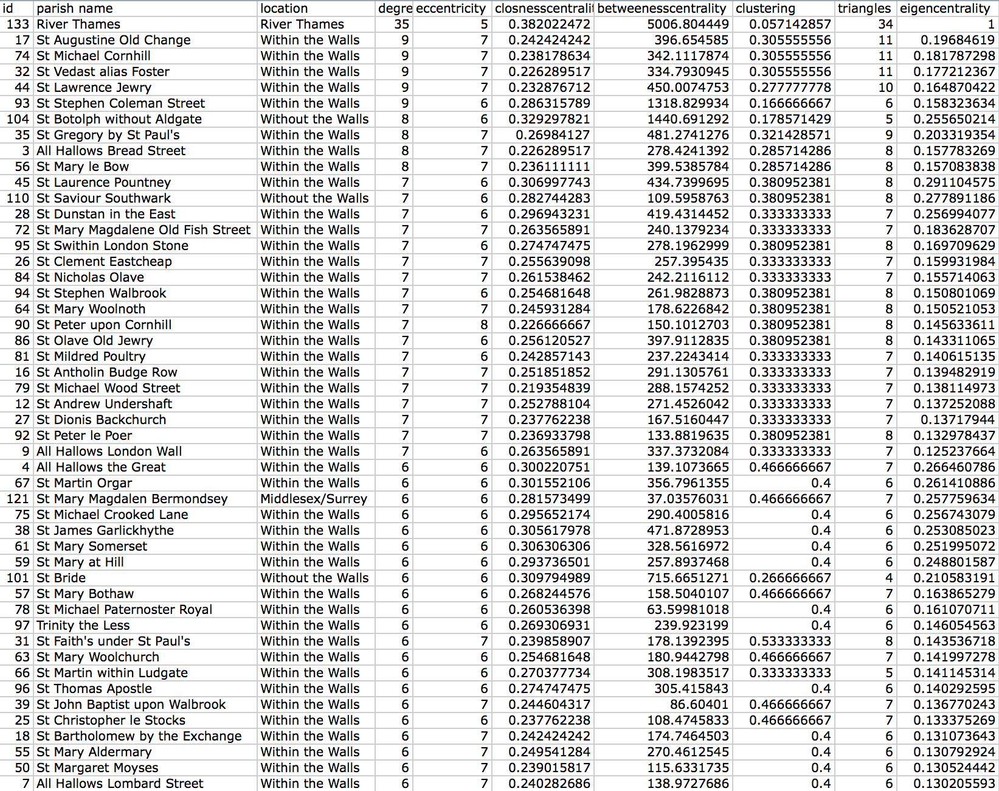 id parish name location degre eccentricity closnesscentralit betweenesscentrality clustering triangles eigencentrality
133 River Thames River Thames 35 5 0.382022472 5006.804449 0.057142857 34 1
17 St Augustine Old Change Within the Walls 9 7 0.242424242 396.654585 0.305555556 11 0.19684619
74 St Michael Cornhill Within the Walls 9 7 0.238178634 342.1117874 0.305555556 11 0.181787298
32 St Vedast alias Foster Within the Walls 9 7 0.226289517 334.7930945 0.305555556 11 0.177212367
44 St Lawrence Jewry Within the Walls 9 7 0.232876712 450.0074753 0.277777778 10 0.164870422
93 St Stephen Coleman Street Within the Walls 9 6 0.286315789 1318.829934 0.166666667 6 0.158323634
104 St Botolph without Aldgate Without the Walls 8 6 0.329297821 1440.691292 0.178571429 5 0.255650214
35 St Gregory by St Paul's Within the Walls 8 7 0.26984127 481.2741276 0.321428571 9 0.203319354
3 All Hallows Bread Street Within the Walls 8 7 0.226289517 278.4241392 0.285714286 8 0.157783269
56 St Mary le Bow Within the Walls 8 7 0.236111111 399.5385784 0.285714286 8 0.157083838
45 St Laurence Pountney Within the Walls 7 6 0.306997743 434.7399695 0.380952381 8 0.291104575
110 St Saviour Southwark Without the Walls 7 6 0.282744283 109.5958763 0.380952381 8 0.277891186
28 St Dunstan in the East Within the Walls 7 6 0.296943231 419.4314452 0.333333333 7 0.256994077
72 St Mary Magdalene Old Fish Street Within the Walls 7 7 0.263565891 240.1379234 0.333333333 7 0.183628707
95 St Swithin London Stone Within the Walls 7 6 0.274747475 278.1962999 0.380952381 8 0.169709629
26 St Clement Eastcheap Within the Walls 7 7 0.255639098 257.395435 0.333333333 7 0.159931984
84 St Nicholas Olave Within the Walls 7 7 0.261538462 242.2116112 0.333333333 7 0.155714063
94 St Stephen Walbrook Within the Walls 7 6 0.254681648 261.9828873 0.380952381 8 0.150801069
64 St Mary Woolnoth Within the Walls 7 7 0.245931284 178.6226842 0.380952381 8 0.150521053
90 St Peter upon Cornhill Within the Walls 7 8 0.226666667 150.1012703 0.380952381 8 0.145633611
86 St Olave Old Jewry Within the Walls 7 6 0.256120527 397.9112835 0.380952381 8 0.143311065
81 St Mildred Poultry Within the Walls 7 6 0.242857143 237.2243414 0.333333333 7 0.140615135
16 St Antholin Budge Row Within the Walls 7 7 0.251851852 291.1305761 0.333333333 7 0.139482919
79 St Michael Wood Street Within the Walls 7 7 0.219354839 288.1574252 0.333333333 7 0.138114973
12 St Andrew Undershaft Within the Walls 7 7 0.252788104 271.4526042 0.333333333 7 0.137252088
27 St Dionis Backchurch Within the Walls 7 7 0.237762238 167.5160447 0.333333333 7 0.13717944
92 St Peter le Poer Within the Walls 7 7 0.236933798 133.8819635 0.380952381 8 0.132978437
9 All Hallows London Wall Within the Walls 7 6 0.263565891 337.3732084 0.333333333 7 0.125237664
4 All Hallows the Great Within the Walls 6 6 0.300220751 139.1073665 0.466666667 7 0.266460786
67 St Martin Orgar Within the Walls 6 6 0.301552106 356.7961355 0.4 6 0.261410886
121 St Mary Magdalen Bermondsey Middlesex/Surrey 6 6 0.281573499 37.03576031 0.466666667 7 0.257759634
75 St Michael Crooked Lane Within the Walls 6 6 0.295652174 290.4005816 0.4 6 0.256743079
38 St James Garlickhythe Within the Walls 6 6 0.305617978 471.8728953 0.4 6 0.253085023
61 St Mary Somerset Within the Walls 6 6 0.306306306 328.5616972 0.4 6 0.251995072
59 St Mary at Hill Within the Walls 6 6 0.293736501 257.8937468 0.4 6 0.248801587
101 St Bride Without the Walls 6 6 0.309794989 715.6651271 0.266666667 4 0.210583191
57 St Mary Bothaw Within the Walls 6 6 0.268244576 158.5040107 0.466666667 7 0.163865279
78 St Michael Paternoster Royal Within the Walls 6 6 0.260536398 63.59981018 0.4 6 0.161070711
97 Trinity the Less Within the Walls 6 6 0.269306931 239.923199 0.4 6 0.146054563
31 St Faith's under St Paul's Within the Walls 6 7 0.239858907 178.1392395 0.533333333 8 0.143536718
63 St Mary Woolchurch Within the Walls 6 6 0.254681648 180.9442798 0.466666667 7 0.141997278
66 St Martin within Ludgate Within the Walls 6 6 0.270377734 308.1983517 0.333333333 5 0.141145314
96 St Thomas Apostle Within the Walls 6 6 0.274747475 305.415843 0.4 6 0.140292595
39 St John Baptist upon Walbrook Within the Walls 6 7 0.244604317 86.60401 0.466666667 7 0.136770243
25 St Christopher le Stocks Within the Walls 6 6 0.237762238 108.4745833 0.466666667 7 0.133375269
18 St Bartholomew by the Exchange Within the Walls 6 7 0.242424242 174.7464503 0.4 6 0.131073643
55 St Mary Aldermary Within the Walls 6 7 0.249541284 270.4612545 0.4 6 0.130792924
50 St Margaret Moyses Within the Walls 6 7 0.239015817 115.6331735 0.4 6 0.130524442
7 All Hallows Lombard Street Within the Walls 6 7 0.240282686 138.9727686 0.4 6 0.130205593